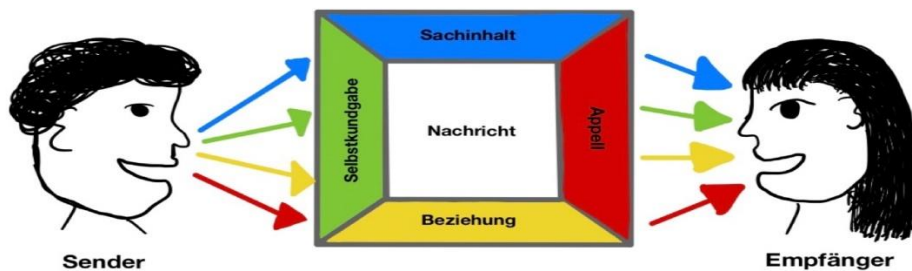 Sachinhalt
Selbstkundgabe
Nachricht
Appell
Beziehung
Sender
Empfänger